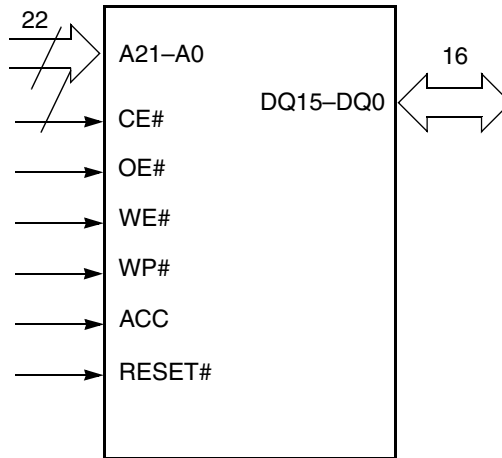 22
A21–A0
16
DQ15–DQ0
CE#
OE#
WE#
WP#
ACC
RESET#